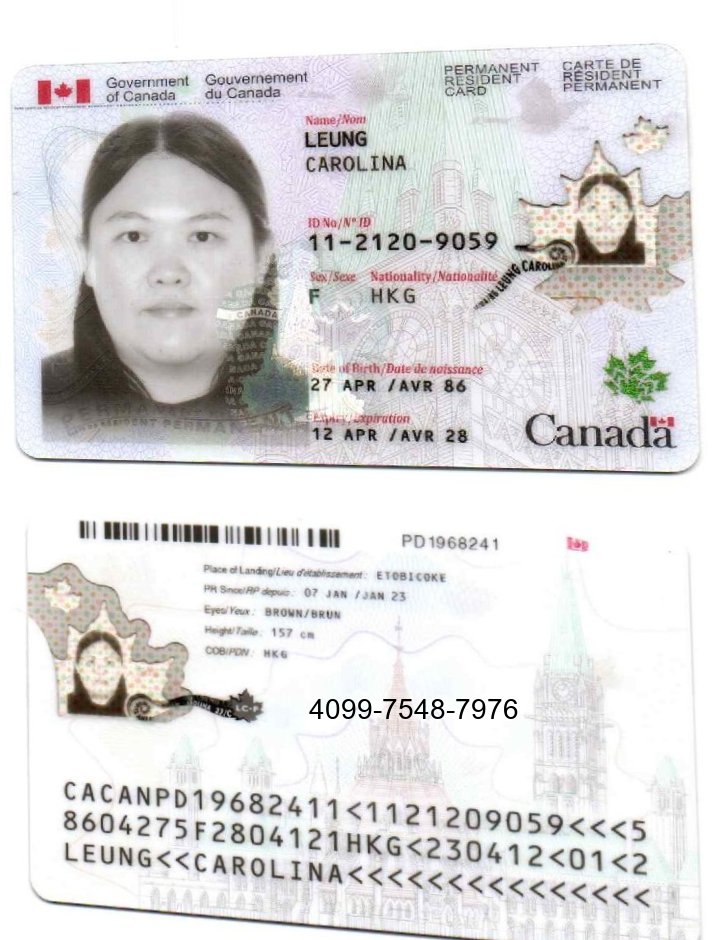 Government of Canada
Gouvernement du Canada
PERMANENT RESIDENT CARD
CARTE DE RÉSIDENT PERMANENT
Name/Nom
LEUNG
CAROLINA
ID No/Nº ID
11-2120-9059
Sex/Sexe Nationality/Nationalité
F HKG
Date of Birth/Date de naissance
27 APR /AVR 86
Expiry/Expiration
12 APR /AVR 28
CANADA
LEUNG CAROLI
Canada
PD1968241
Place of Landing/Lieu d'établissement: ETOBICOKE
PR Since/RP depuis: 07 JAN /JAN 23
Eyes/Yeux: BROWN/BRUN
Height/Taille: 157 cm
COB/PDN: HKG
4099-7548-7976
CACANPD19682411<1121209059<<<5
8604275F2804121HKG<230412<01<2
LEUNG<<CAROLINA<<<<<<<<<<<<<<<